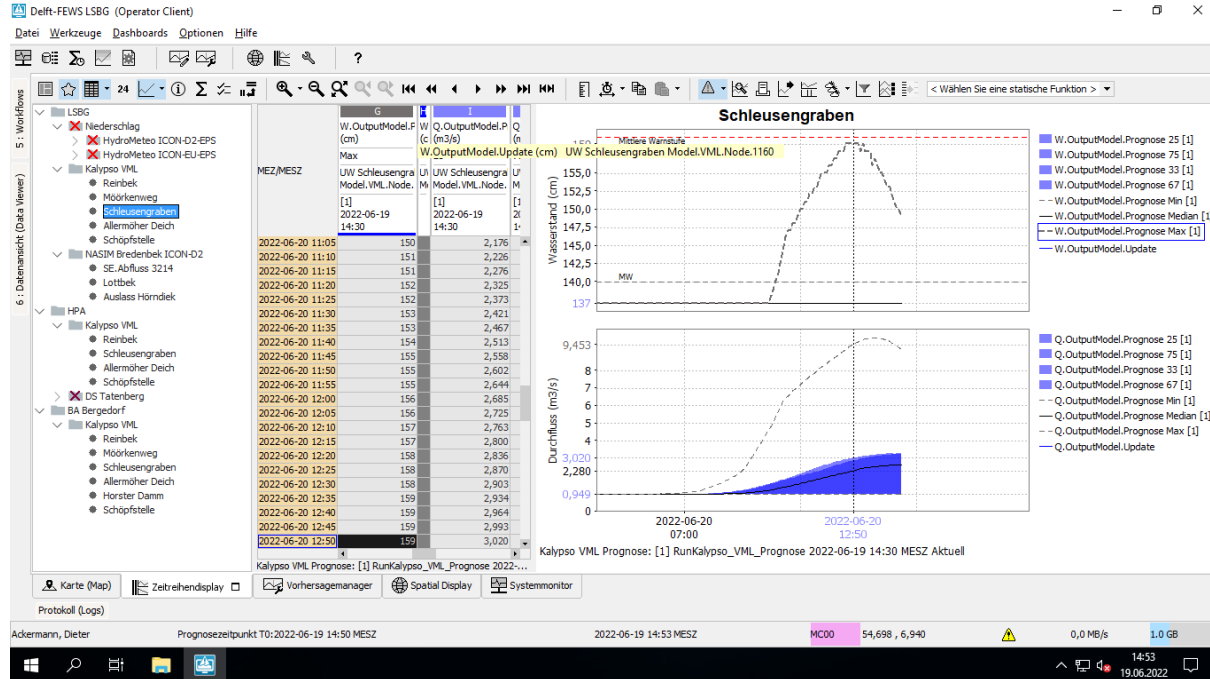 Delft-FEWS LSBG (Operator Client)
Datei Werkzeuge Dashboards Optionen Hilfe
?
24
< Wählen Sie eine statische Funktion >
5 : Workflows
6 : Datenansicht (Data Viewer)
LSBG
Niederschlag
HydroMeteo ICON-D2-EPS
HydroMeteo ICON-EU-EPS
Kalypso VML
Reinbek
Möörkenweg
Schleusengraben
Allermöher Deich
Schöpfstelle
NASIM Bredenbek ICON-D2
SE.Abfluss 3214
Lottbek
Auslass Hörndiek
HPA
Kalypso VML
Reinbek
Schleusengraben
Allermöher Deich
Schöpfstelle
DS Tatenberg
BA Bergedorf
Kalypso VML
Reinbek
Möörkenweg
Schleusengraben
Allermöher Deich
Horster Damm
Schöpfstelle
G H I
W.OutputModel.P W Q.OutputModel.P Q
(cm) (c (m3/s) (n
Max
W.OutputModel.Update (cm) UW Schleusengraben Model.VML.Node.1160
MEZ/MESZ
UW Schleusengra U UW Schleusengra U
Model.VML.Node. M Model.VML.Node. M
[1] [1] [1
2022-06-19 2022-06-19 20
14:30 14:30 14
2022-06-20 11:05 150 2,176
2022-06-20 11:10 151 2,226
2022-06-20 11:15 151 2,276
2022-06-20 11:20 152 2,325
2022-06-20 11:25 152 2,373
2022-06-20 11:30 153 2,421
2022-06-20 11:35 153 2,467
2022-06-20 11:40 154 2,513
2022-06-20 11:45 155 2,558
2022-06-20 11:50 155 2,602
2022-06-20 11:55 155 2,644
2022-06-20 12:00 156 2,685
2022-06-20 12:05 156 2,725
2022-06-20 12:10 157 2,763
2022-06-20 12:15 157 2,800
2022-06-20 12:20 158 2,836
2022-06-20 12:25 158 2,870
2022-06-20 12:30 158 2,903
2022-06-20 12:35 159 2,934
2022-06-20 12:40 159 2,964
2022-06-20 12:45 159 2,993
2022-06-20 12:50 159 3,020
Kalypso VML Prognose: [1] RunKalypso_VML_Prognose 2022-...
Schleusengraben
Wasserstand (cm)
Mittlere Warnstufe
155,0
152,5
150,0
147,5
145,0
142,5
140,0
137
MW
W.OutputModel.Prognose 25 [1]
W.OutputModel.Prognose 75 [1]
W.OutputModel.Prognose 33 [1]
W.OutputModel.Prognose 67 [1]
W.OutputModel.Prognose Min [1]
W.OutputModel.Prognose Median [1
W.OutputModel.Prognose Max [1]
W.OutputModel.Update
Durchfluss (m3/s)
9,453
8
7
6
5
4
3,020
2,280
0,949
0
2022-06-20
07:00
2022-06-20
12:50
Q.OutputModel.Prognose 25 [1]
Q.OutputModel.Prognose 75 [1]
Q.OutputModel.Prognose 33 [1]
Q.OutputModel.Prognose 67 [1]
Q.OutputModel.Prognose Min [1]
Q.OutputModel.Prognose Median [1]
Q.OutputModel.Prognose Max [1]
Q.OutputModel.Update
Kalypso VML Prognose: [1] RunKalypso_VML_Prognose 2022-06-19 14:30 MESZ Aktuell
Karte (Map) Zeitreihendisplay Vorhersagemanager Spatial Display Systemmonitor
Protokoll (Logs)
Ackermann, Dieter Prognosezeitpunkt T0:2022-06-19 14:50 MESZ 2022-06-19 14:53 MESZ MC00 54,698 , 6,940 0,0 MB/s 1.0 GB
14:53
19.06.2022